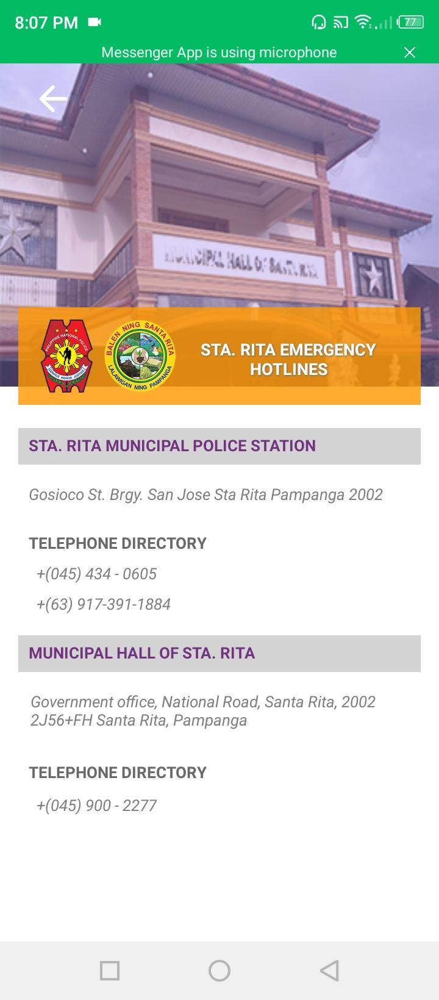 8:07 PM
77
Messenger App is using microphone
MUNICIPAL HALL OF SANTA RITA
PHILIPPINE NATIONAL POLICE
SERVICE HONOR JUSTICE
BALEN NING SANTA RITA
LALAWIGAN NING PAMPANGA
STA. RITA EMERGENCY
HOTLINES
STA. RITA MUNICIPAL POLICE STATION
Gosioco St. Brgy. San Jose Sta Rita Pampanga 2002
TELEPHONE DIRECTORY
+(045) 434 - 0605
+(63) 917-391-1884
MUNICIPAL HALL OF STA. RITA
Government office, National Road, Santa Rita, 2002
2J56+FH Santa Rita, Pampanga
TELEPHONE DIRECTORY
+(045) 900 - 2277